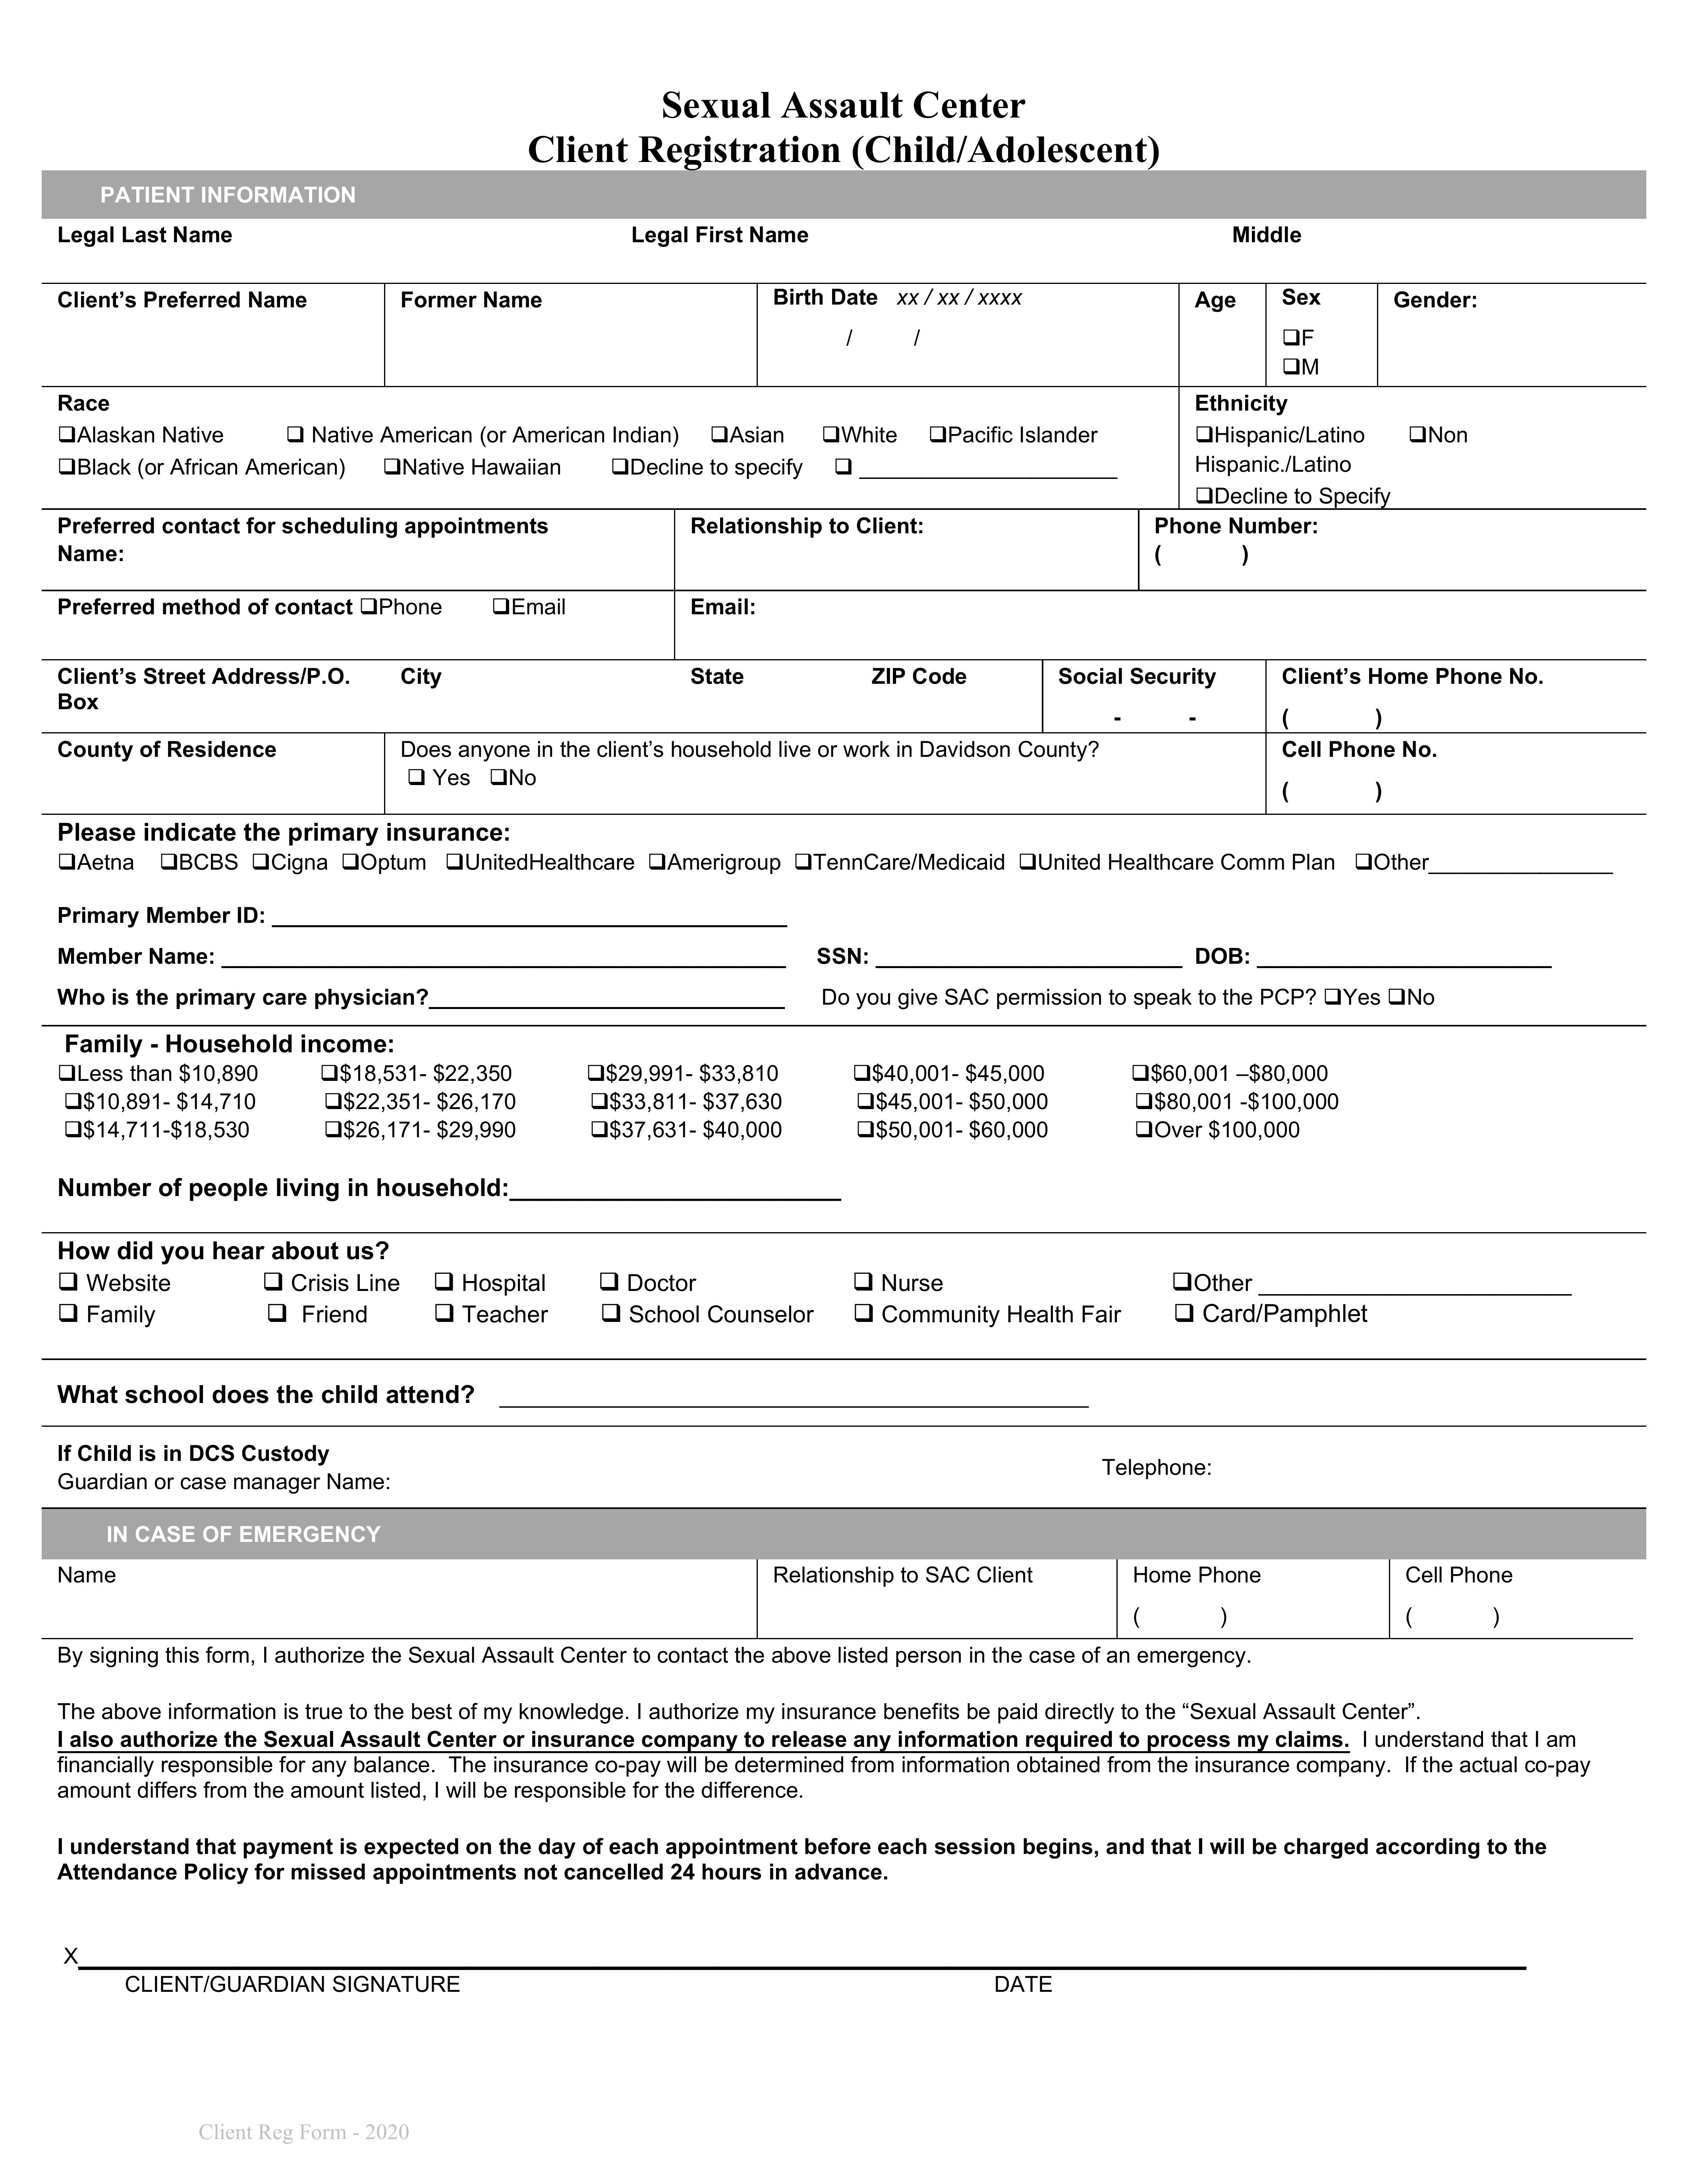 Sexual Assault Center
Client Registration (Child/Adolescent)
PATIENT INFORMATION
Legal Last Name Legal First Name Middle
Client’s Preferred Name Former Name Birth Date xx / xx / xxxx Age Sex Gender:
/ / ❑F
❑M
Race Ethnicity
❑Alaskan Native ❑ Native American (or American Indian) ❑Asian ❑White ❑Pacific Islander ❑Hispanic/Latino ❑Non
❑Black (or African American) ❑Native Hawaiian ❑Decline to specify ❑ _____________________ Hispanic./Latino
❑Decline to Specify
Preferred contact for scheduling appointments Relationship to Client: Phone Number:
Name: ( )
Preferred method of contact ❑Phone ❑Email Email:
Client’s Street Address/P.O. City State ZIP Code Social Security Client’s Home Phone No.
Box - - ( )
County of Residence Does anyone in the client’s household live or work in Davidson County? Cell Phone No.
❑ Yes ❑No ( )
Please indicate the primary insurance:
❑Aetna ❑BCBS ❑Cigna ❑Optum ❑UnitedHealthcare ❑Amerigroup ❑TennCare/Medicaid ❑United Healthcare Comm Plan ❑Other_______________
Primary Member ID: __________________________________________
Member Name: ______________________________________________ SSN: _________________________ DOB: ________________________
Who is the primary care physician?_____________________________ Do you give SAC permission to speak to the PCP? ❑Yes ❑No
Family - Household income:
❑Less than $10,890 ❑$18,531- $22,350 ❑$29,991- $33,810 ❑$40,001- $45,000 ❑$60,001 –$80,000
❑$10,891- $14,710 ❑$22,351- $26,170 ❑$33,811- $37,630 ❑$45,001- $50,000 ❑$80,001 -$100,000
❑$14,711-$18,530 ❑$26,171- $29,990 ❑$37,631- $40,000 ❑$50,001- $60,000 ❑Over $100,000
Number of people living in household:________________________
How did you hear about us?
❑ Website ❑ Crisis Line ❑ Hospital ❑ Doctor ❑ Nurse ❑Other ________________________
❑ Family ❑ Friend ❑ Teacher ❑ School Counselor ❑ Community Health Fair ❑ Card/Pamphlet
What school does the child attend? ________________________________________________
If Child is in DCS Custody
Telephone:
Guardian or case manager Name:
IN CASE OF EMERGENCY
Name Relationship to SAC Client Home Phone Cell Phone
( ) ( )
By signing this form, I authorize the Sexual Assault Center to contact the above listed person in the case of an emergency.
The above information is true to the best of my knowledge. I authorize my insurance benefits be paid directly to the “Sexual Assault Center”.
I also authorize the Sexual Assault Center or insurance company to release any information required to process my claims. I understand that I am
financially responsible for any balance. The insurance co-pay will be determined from information obtained from the insurance company. If the actual co-pay
amount differs from the amount listed, I will be responsible for the difference.
I understand that payment is expected on the day of each appointment before each session begins, and that I will be charged according to the
Attendance Policy for missed appointments not cancelled 24 hours in advance.
X______________________________________________
CLIENT/GUARDIAN SIGNATURE DATE
Client Reg Form - 2020